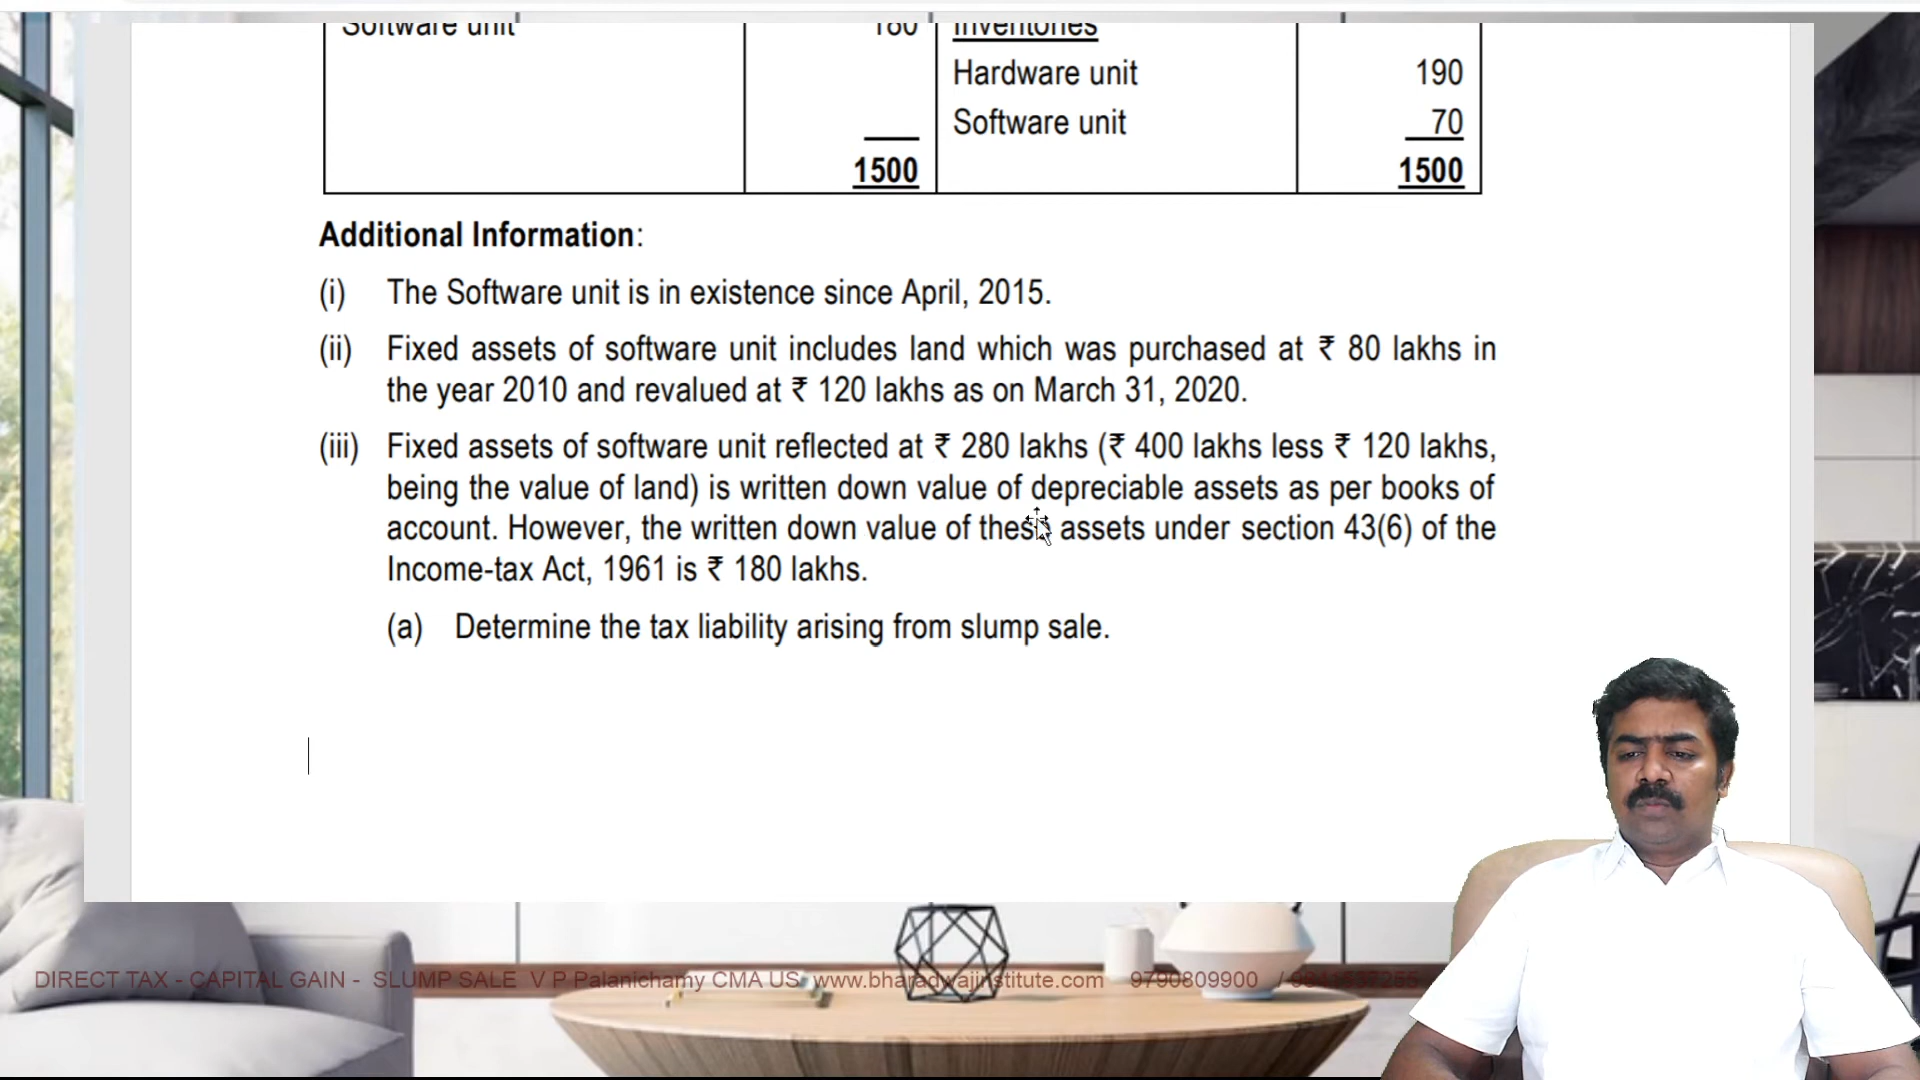 Software unit 180 Inventories
Hardware unit 190
Software unit 70
1500 1500
Additional Information:
(i) The Software unit is in existence since April, 2015.
(ii) Fixed assets of software unit includes land which was purchased at ₹ 80 lakhs in
the year 2010 and revalued at ₹ 120 lakhs as on March 31, 2020.
(iii) Fixed assets of software unit reflected at ₹ 280 lakhs (₹ 400 lakhs less ₹ 120 lakhs,
being the value of land) is written down value of depreciable assets as per books of
account. However, the written down value of these assets under section 43(6) of the
Income-tax Act, 1961 is ₹ 180 lakhs.
(a) Determine the tax liability arising from slump sale.
DIRECT TAX - CAPITAL GAIN - SLUMP SALE V P Palanichamy CMA US www.bharadwajinstitute.com 9790809900 /